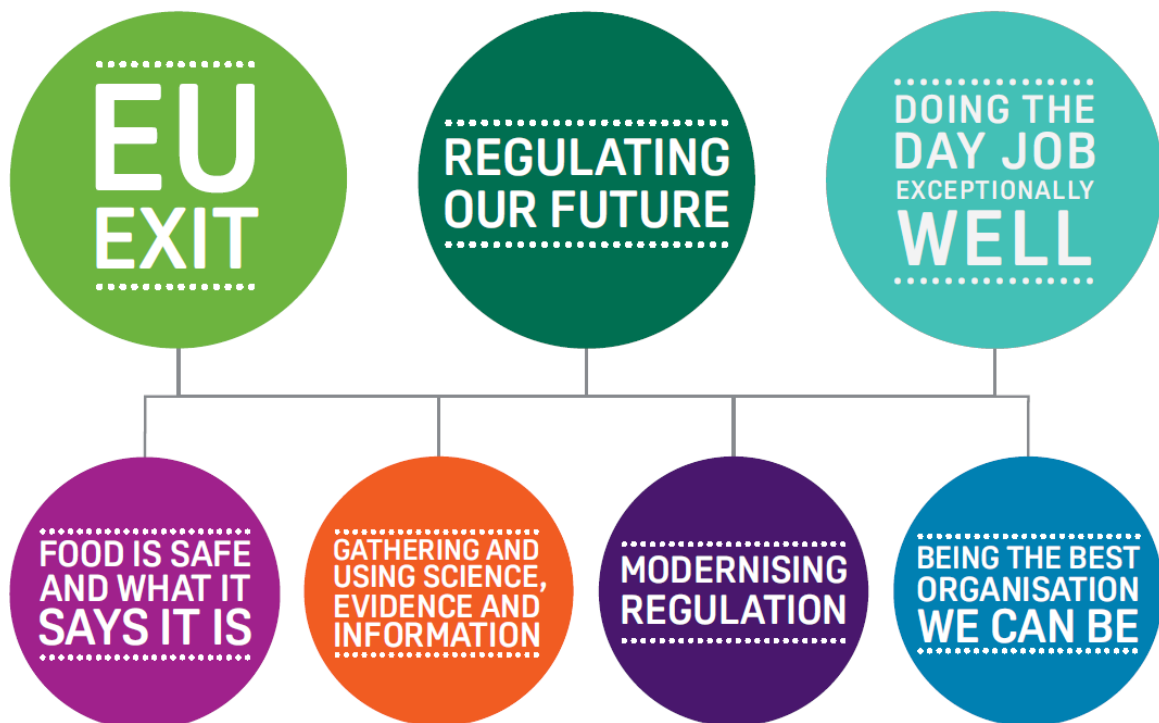 EU
EXIT
REGULATING
OUR FUTURE
DOING THE
DAY JOB
EXCEPTIONALLY
WELL
FOOD IS SAFE
AND WHAT IT
SAYS IT IS
GATHERING AND
USING SCIENCE,
EVIDENCE AND
INFORMATION
MODERNISING
REGULATION
BEING THE BEST
ORGANISATION
WE CAN BE